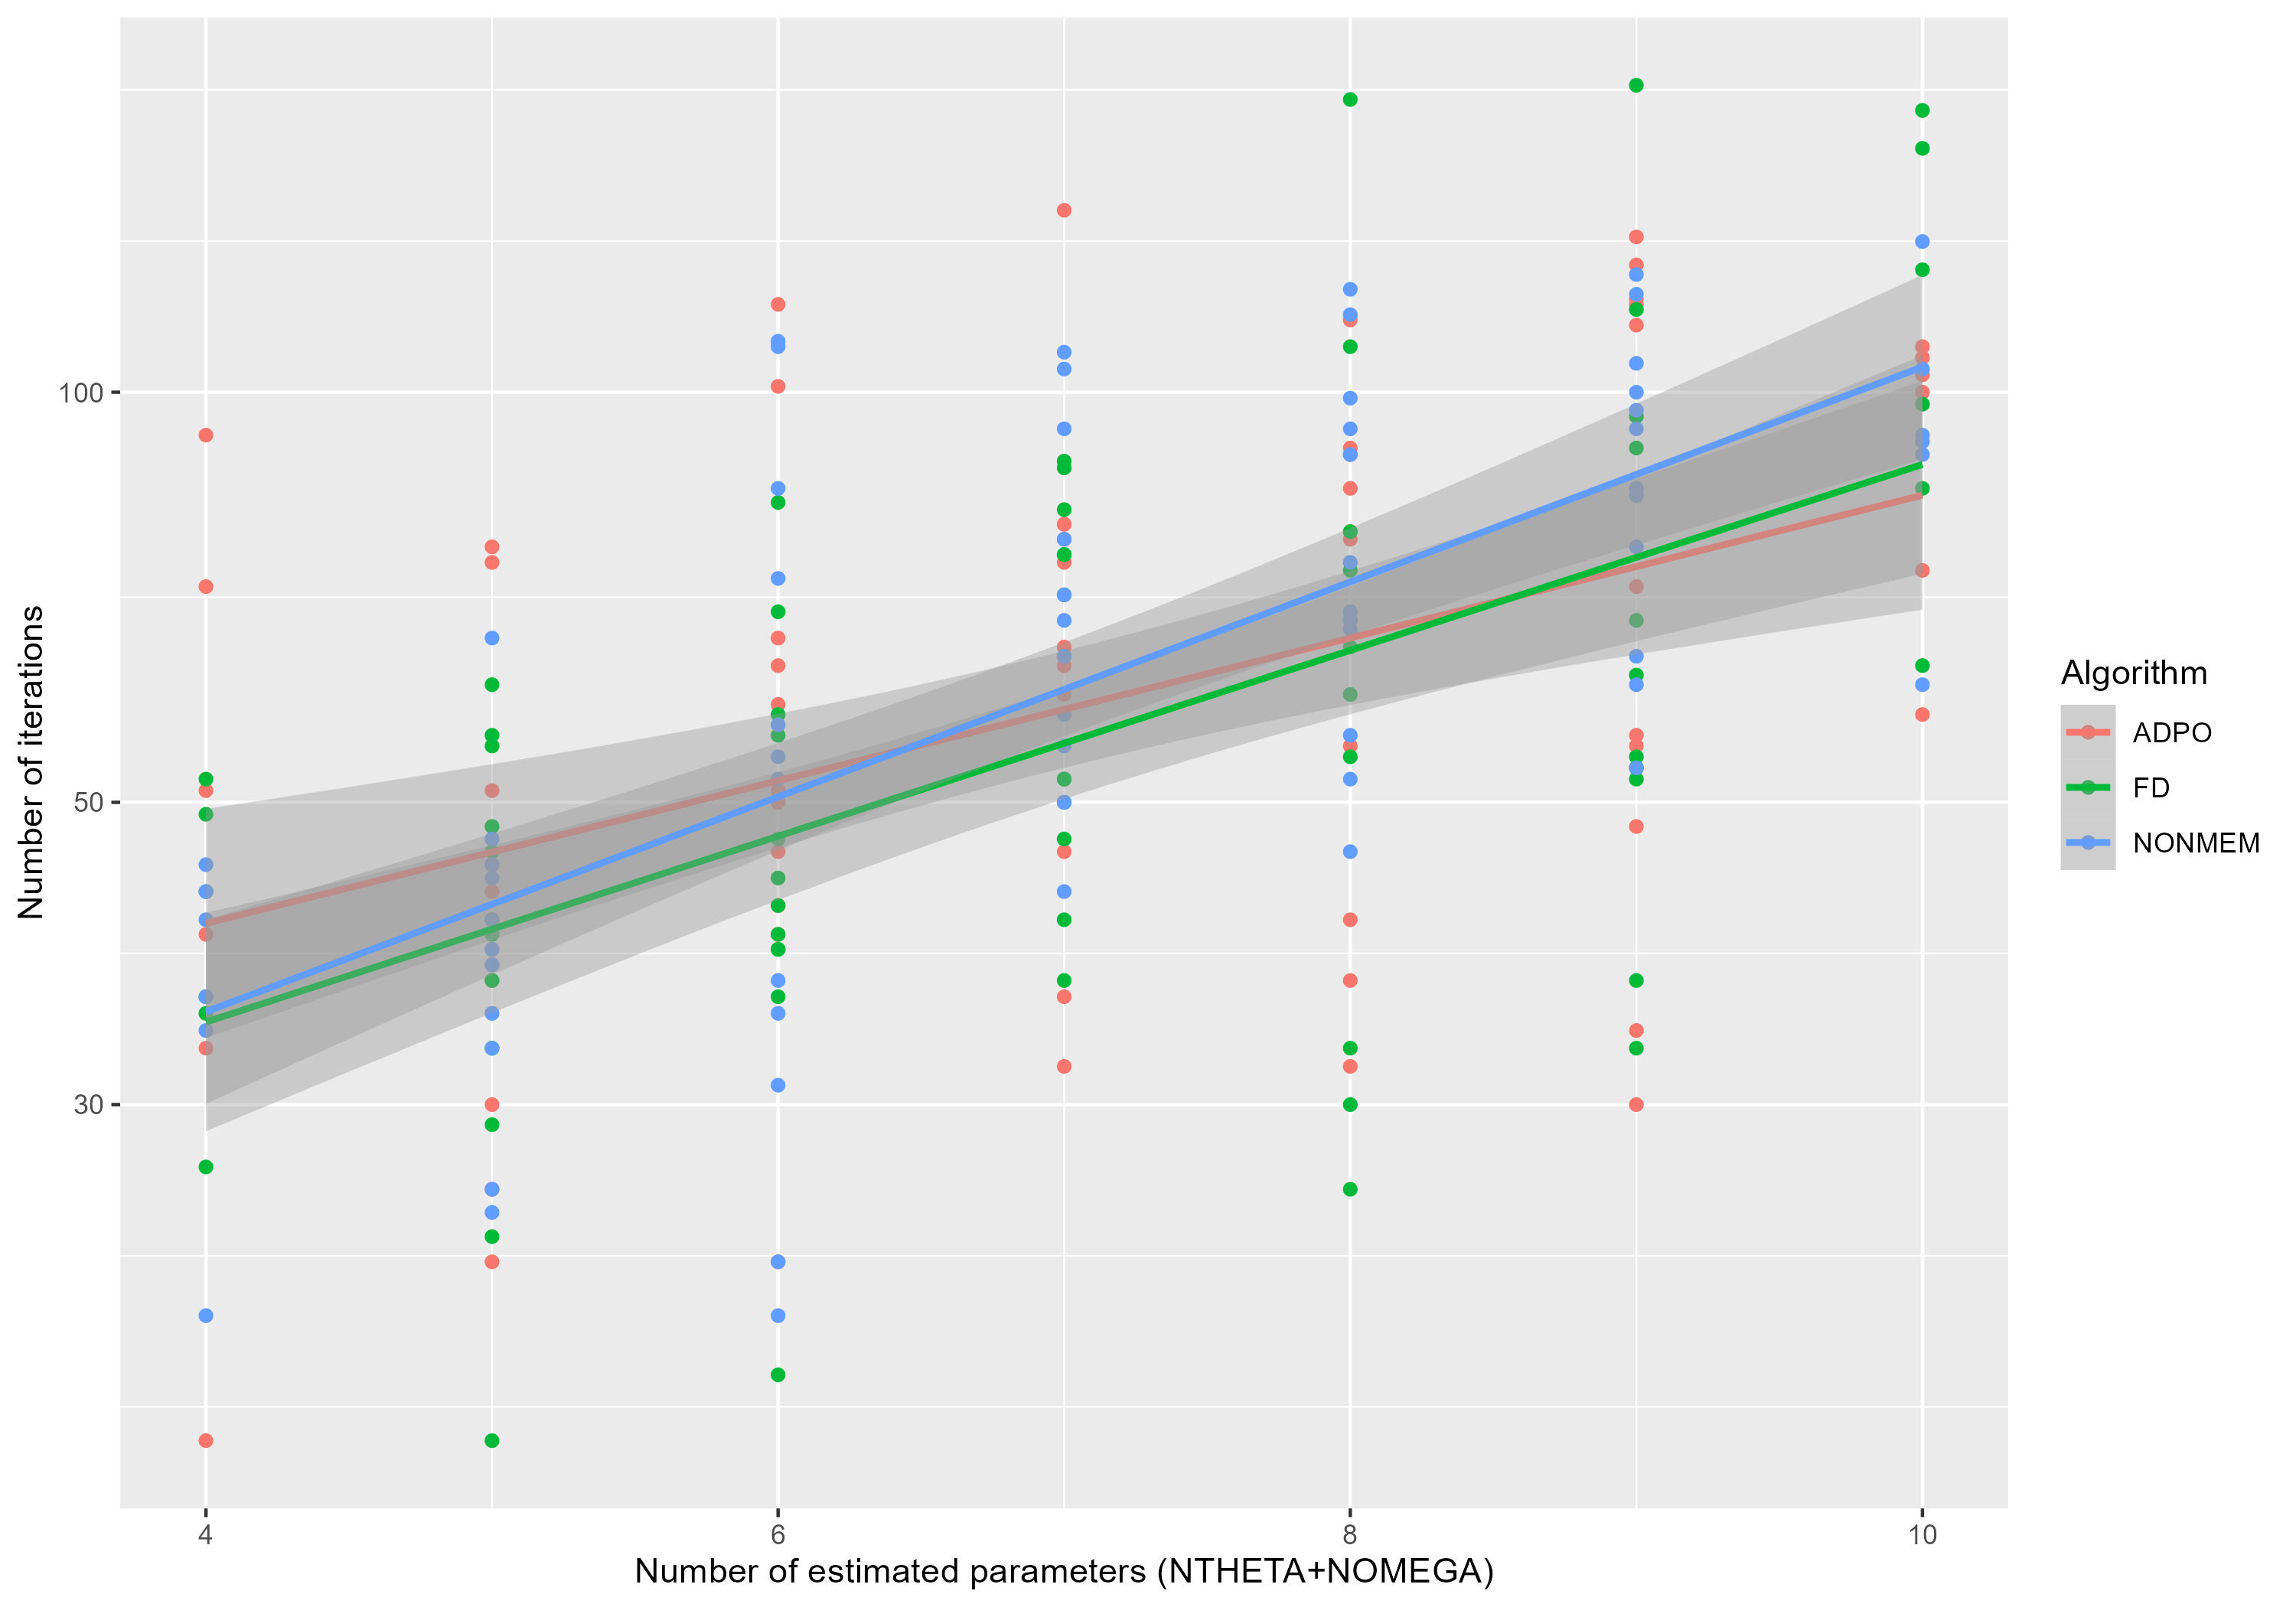 Number of iterations
100
50
30
4
6
8
10
Number of estimated parameters (NTHETA+NOMEGA)
Algorithm
ADPO
FD
NONMEM